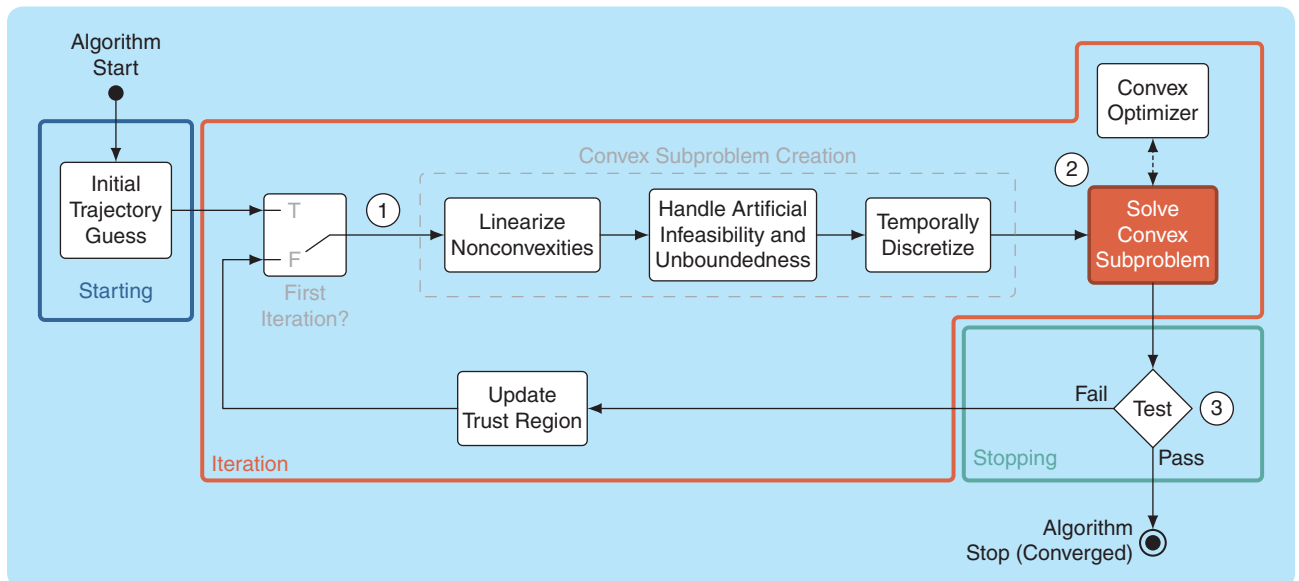 Algorithm
Start
Initial
Trajectory
Guess
Starting
T
F
First
Iteration?
1
Convex Subproblem Creation
Linearize
Nonconvexities
Handle Artificial
Infeasibility and
Unboundedness
Temporally
Discretize
2
Convex
Optimizer
Solve
Convex
Subproblem
Update
Trust Region
Iteration
Fail
Test
3
Pass
Stopping
Algorithm
Stop (Converged)